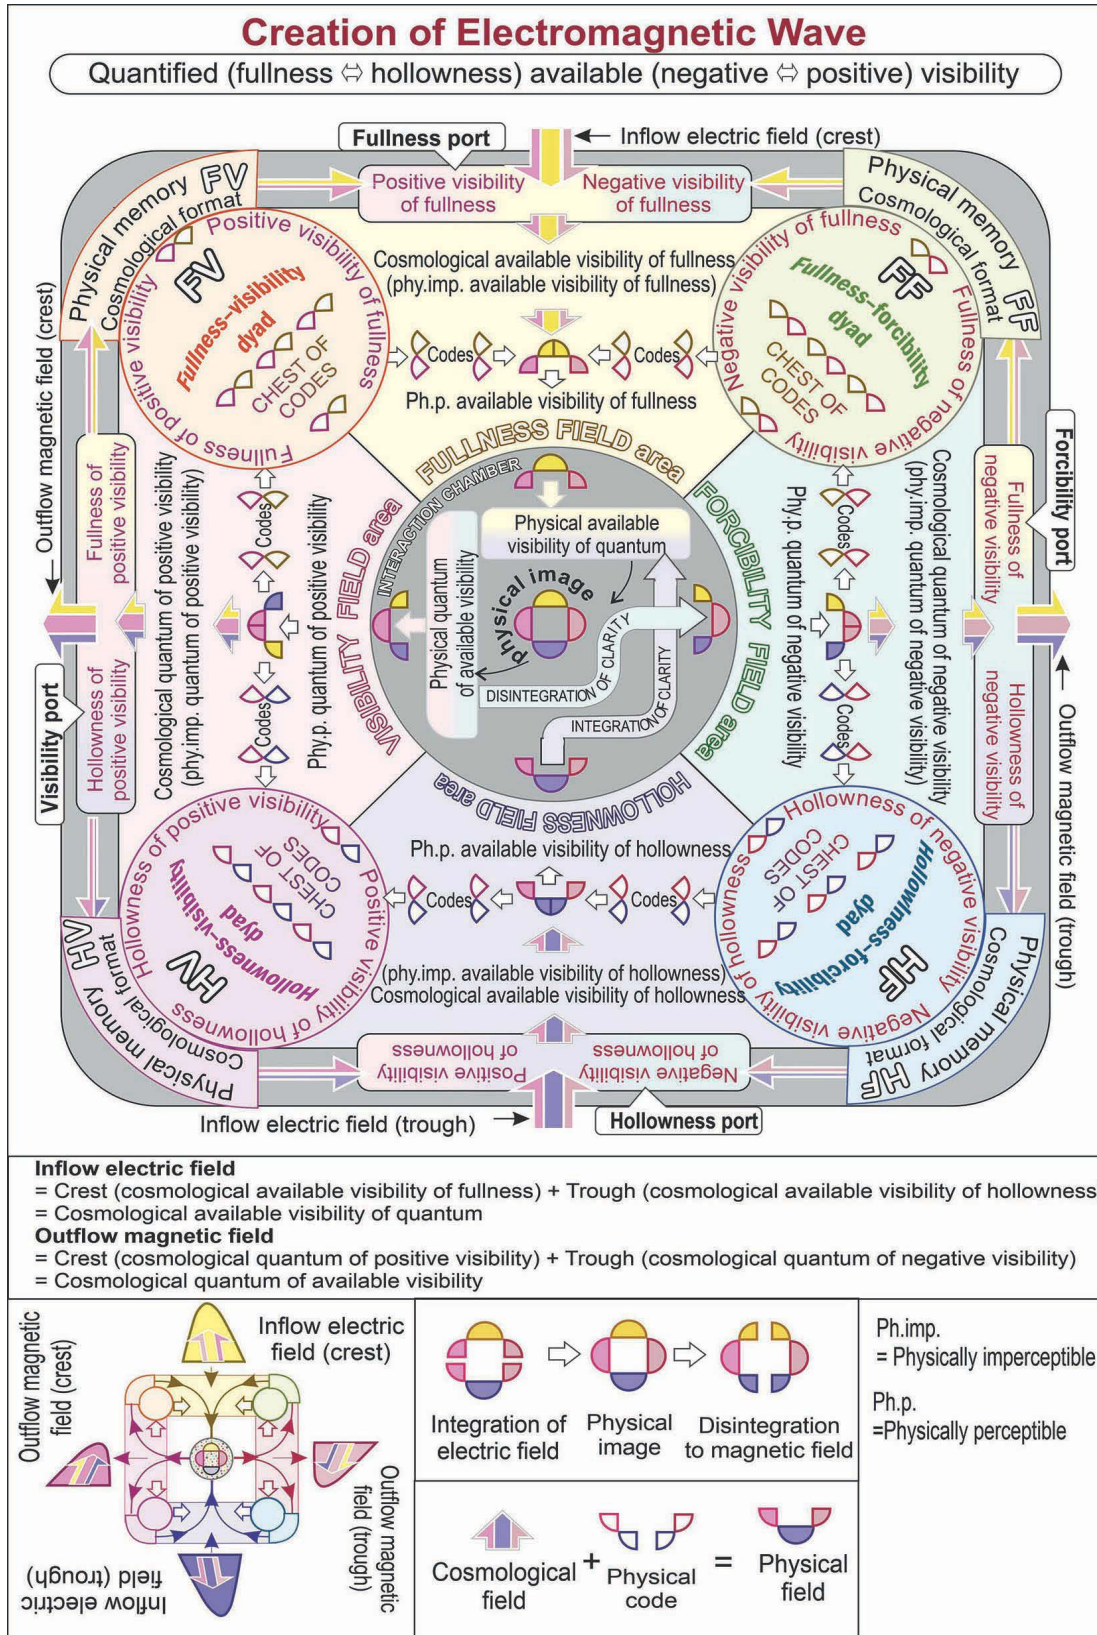 Creation of Electromagnetic Wave
Quantified (fullness ⇔ hollowness) available (negative ⇔ positive) visibility
Fullness port
Inflow electric field (crest)
Positive visibility
of fullness
Negative visibility
of fullness
Physical memory FV
Cosmological format
Physical memory FF
Cosmological format
Positive visibility of fullness
Fullness of positive visibility
FV
Fullness-visibility
dyad
CHEST OF
CODES
Cosmological available visibility of fullness
(phy.imp. available visibility of fullness)
Codes
Codes
Ph.p. available visibility of fullness
Negative visibility of fullness
Fullness of negative visibility
FF
Fullness-forcibility
dyad
CHEST OF
CODES
Outflow magnetic field (crest)
Fullness of
positive visibility
Hollowness of
positive visibility
Visibility port
Cosmological quantum of positive visibility
(phy.imp. quantum of positive visibility)
Codes
Codes
Phy.p. quantum of positive visibility
VISIBILITY FIELD area
FULLNESS FIELD area
FORCIBILITY FIELD area
HOLLOWNESS FIELD area
INTERACTION CHAMBER
Physical available
visibility of quantum
Physical quantum
of available visibility
physical image
DISINTEGRATION OF CLARITY
INTEGRATION OF CLARITY
Phy.p. quantum of negative visibility
Codes
Codes
Cosmological quantum of negative visibility
(phy.imp. quantum of negative visibility)
Fullness of
negative visibility
Hollowness of
negative visibility
Forcibility port
Outflow magnetic field (trough)
Hollowness of positive visibility
Positive visibility of hollowness
CHEST OF
CODES
Hollowness-visibility
dyad
HV
Ph.p. available visibility of hollowness
Codes
Codes
(phy.imp. available visibility of hollowness)
Cosmological available visibility of hollowness
Hollowness of negative visibility
Negative visibility of hollowness
CHEST OF
CODES
Hollowiness-forcibility
dyad
HF
Physical memory HV
Cosmological format
Physical memory HF
Cosmological format
Positive visibility
of hollowness
Negative visibility
of hollowness
Inflow electric field (trough)
Hollowness port
Inflow electric field
= Crest (cosmological available visibility of fullness) + Trough (cosmological available visibility of hollowness
= Cosmological available visibility of quantum
Outflow magnetic field
= Crest (cosmological quantum of positive visibility) + Trough (cosmological quantum of negative visibility)
= Cosmological quantum of available visibility
Inflow electric
field (crest)
Outflow magnetic
field (crest)
Outflow magnetic
field (trough)
Inflow electric
field (trough)
Integration of
electric field
Physical
image
Disintegration
to magnetic field
Cosmological
field
+
Physical
code
=
Physical
field
Ph.imp.
= Physically imperceptible
Ph.p.
=Physically perceptible